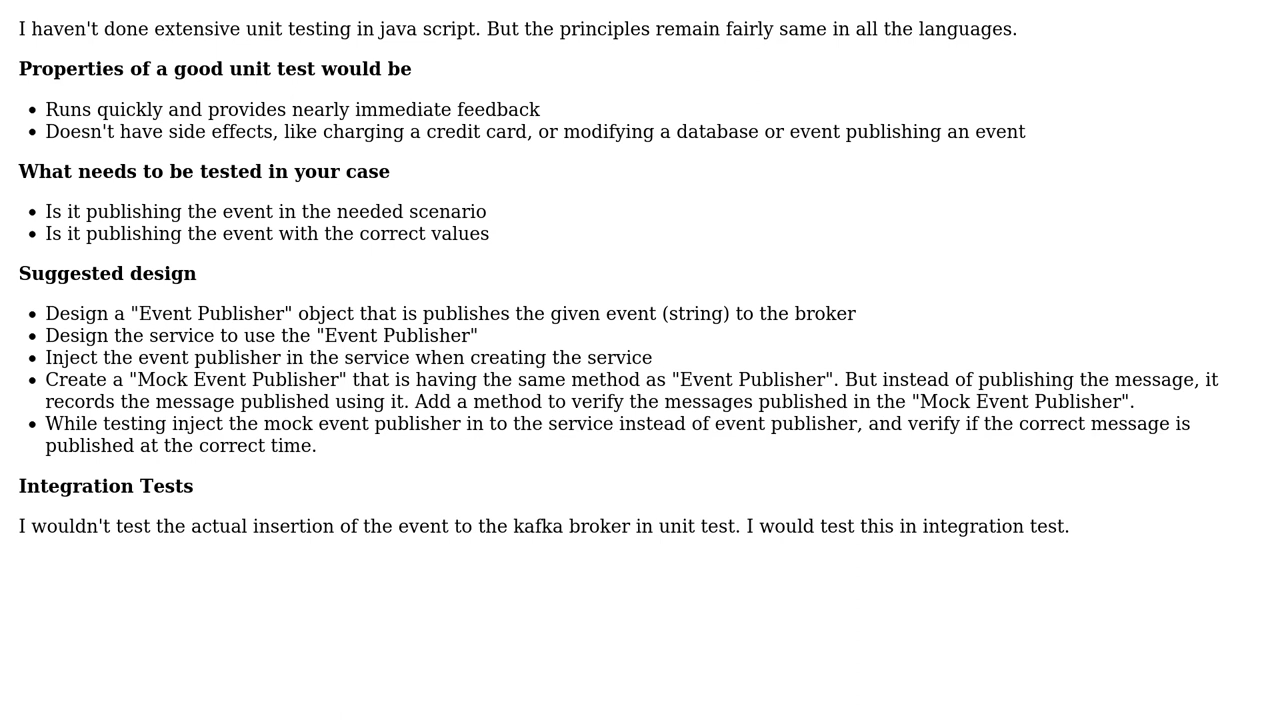 I haven't done extensive unit testing in java script. But the principles remain fairly same in all the languages.
Properties of a good unit test would be
• Runs quickly and provides nearly immediate feedback
• Doesn't have side effects, like charging a credit card, or modifying a database or event publishing an event
What needs to be tested in your case
• Is it publishing the event in the needed scenario
• Is it publishing the event with the correct values
Suggested design
• Design a "Event Publisher" object that is publishes the given event (string) to the broker
• Design the service to use the "Event Publisher"
• Inject the event publisher in the service when creating the service
• Create a "Mock Event Publisher" that is having the same method as "Event Publisher". But instead of publishing the message, it
records the message published using it. Add a method to verify the messages published in the "Mock Event Publisher".
• While testing inject the mock event publisher in to the service instead of event publisher, and verify if the correct message is
published at the correct time.
Integration Tests
I wouldn't test the actual insertion of the event to the kafka broker in unit test. I would test this in integration test.